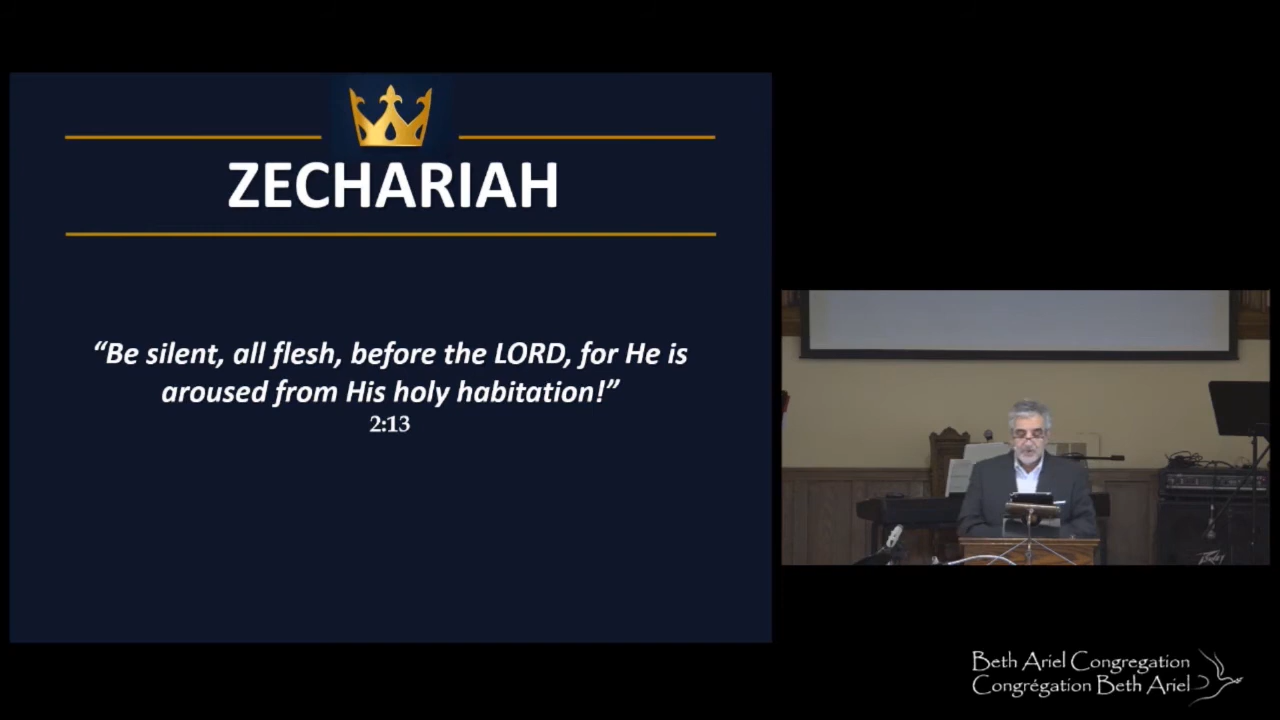 ZECHARIAH
“Be silent, all flesh, before the LORD, for He is
aroused from His holy habitation!”
2:13
PEAVEY
Beth Ariel Congregation
Congrégation Beth Ariel